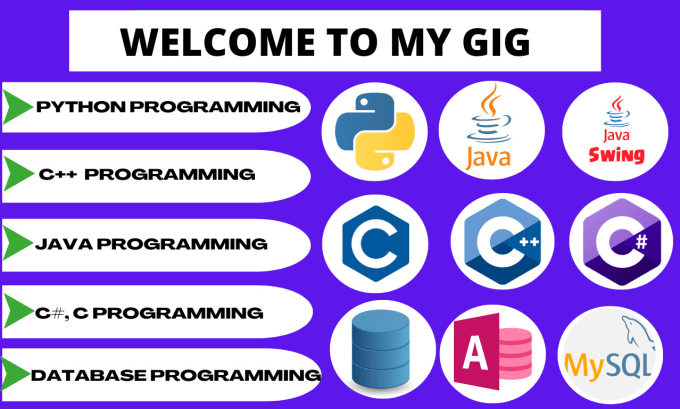 WELCOME TO MY GIG
PYTHON PROGRAMMING
C++ PROGRAMMING
JAVA PROGRAMMING
C#, C PROGRAMMING
DATABASE PROGRAMMING
Java
Java
Swing
C
C++
C#
A
MySQL